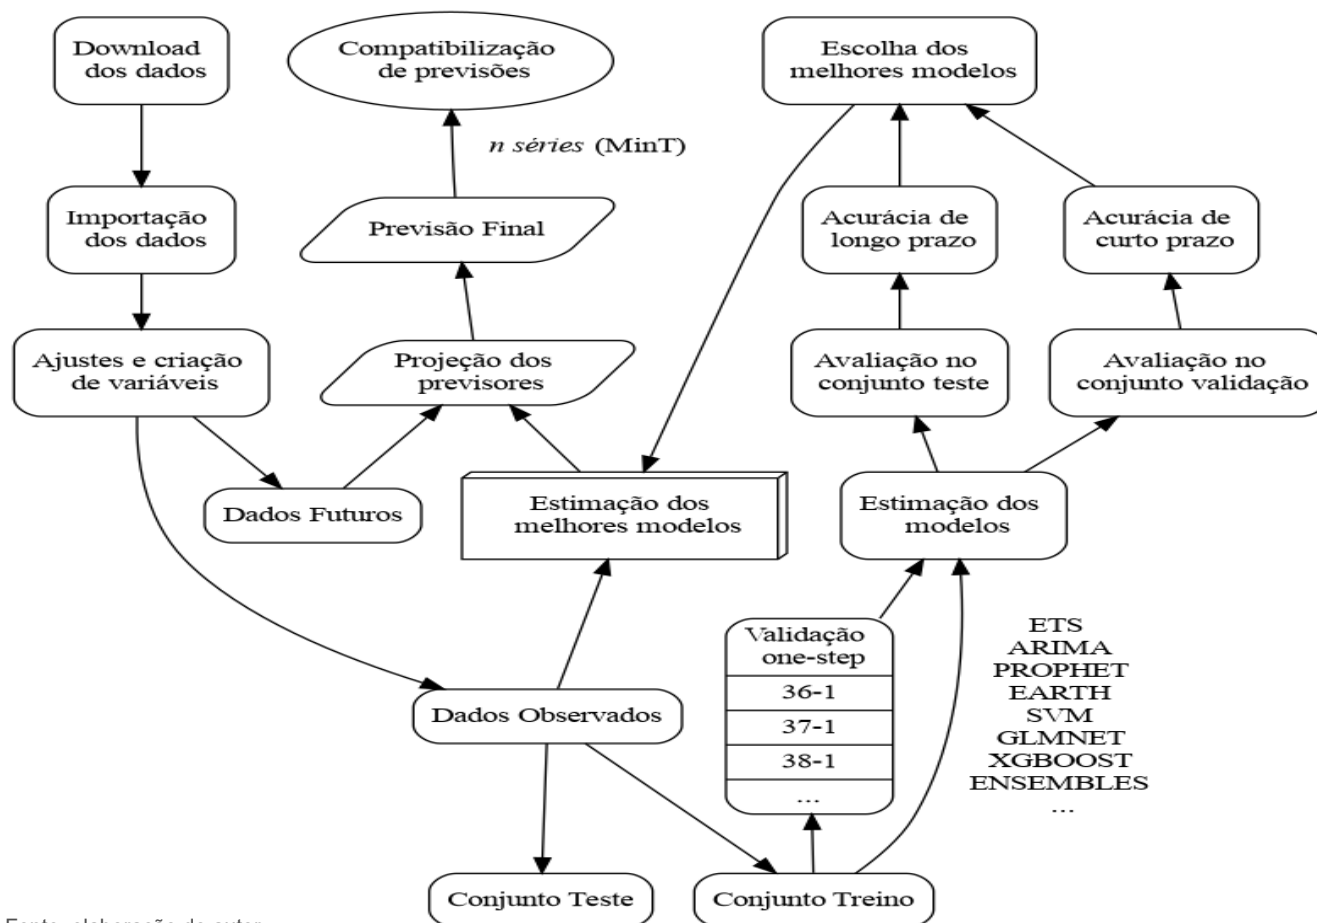 Download
dos dados
Compatibilização
de previsões
Escolha dos
melhores modelos
n séries (MinT)
Importação
dos dados
Previsão Final
Acurácia de
longo prazo
Acurácia de
curto prazo
Ajustes e criação
de variáveis
Projeção dos
previsores
Avaliação no
conjunto teste
Avaliação no
conjunto validação
Dados Futuros
Estimação dos
melhores modelos
Estimação dos
modelos
Validação
one-step
36-1
37-1
38-1
...
ETS
ARIMA
PROPHET
EARTH
SVM
GLMNET
XGBOOST
ENSEMBLES
...
Dados Observados
Conjunto Teste
Conjunto Treino